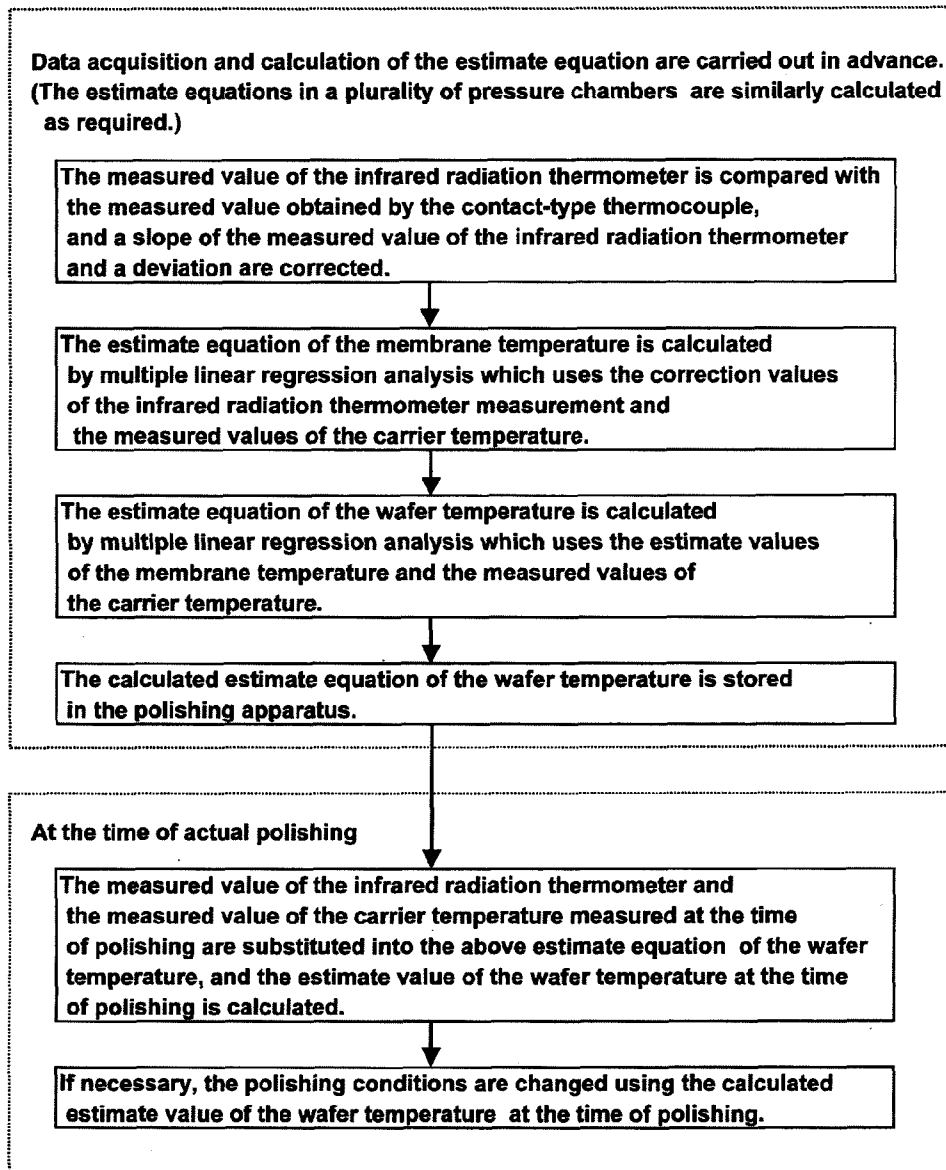 Data acquisition and calculation of the estimate equation are carried out in advance.
(The estimate equations in a plurality of pressure chambers are similarly calculated
as required.)
The measured value of the infrared radiation thermometer is compared with
the measured value obtained by the contact-type thermocouple,
and a slope of the measured value of the infrared radiation thermometer
and a deviation are corrected.
The estimate equation of the membrane temperature is calculated
by multiple linear regression analysis which uses the correction values
of the infrared radiation thermometer measurement and
the measured values of the carrier temperature.
The estimate equation of the wafer temperature is calculated
by multiple linear regression analysis which uses the estimate values
of the membrane temperature and the measured values of
the carrier temperature.
The calculated estimate equation of the wafer temperature is stored
in the polishing apparatus.
At the time of actual polishing
The measured value of the infrared radiation thermometer and
the measured value of the carrier temperature measured at the time
of polishing are substituted into the above estimate equation of the wafer
temperature, and the estimate value of the wafer temperature at the time
of polishing is calculated.
If necessary, the polishing conditions are changed using the calculated
estimate value of the wafer temperature at the time of polishing.